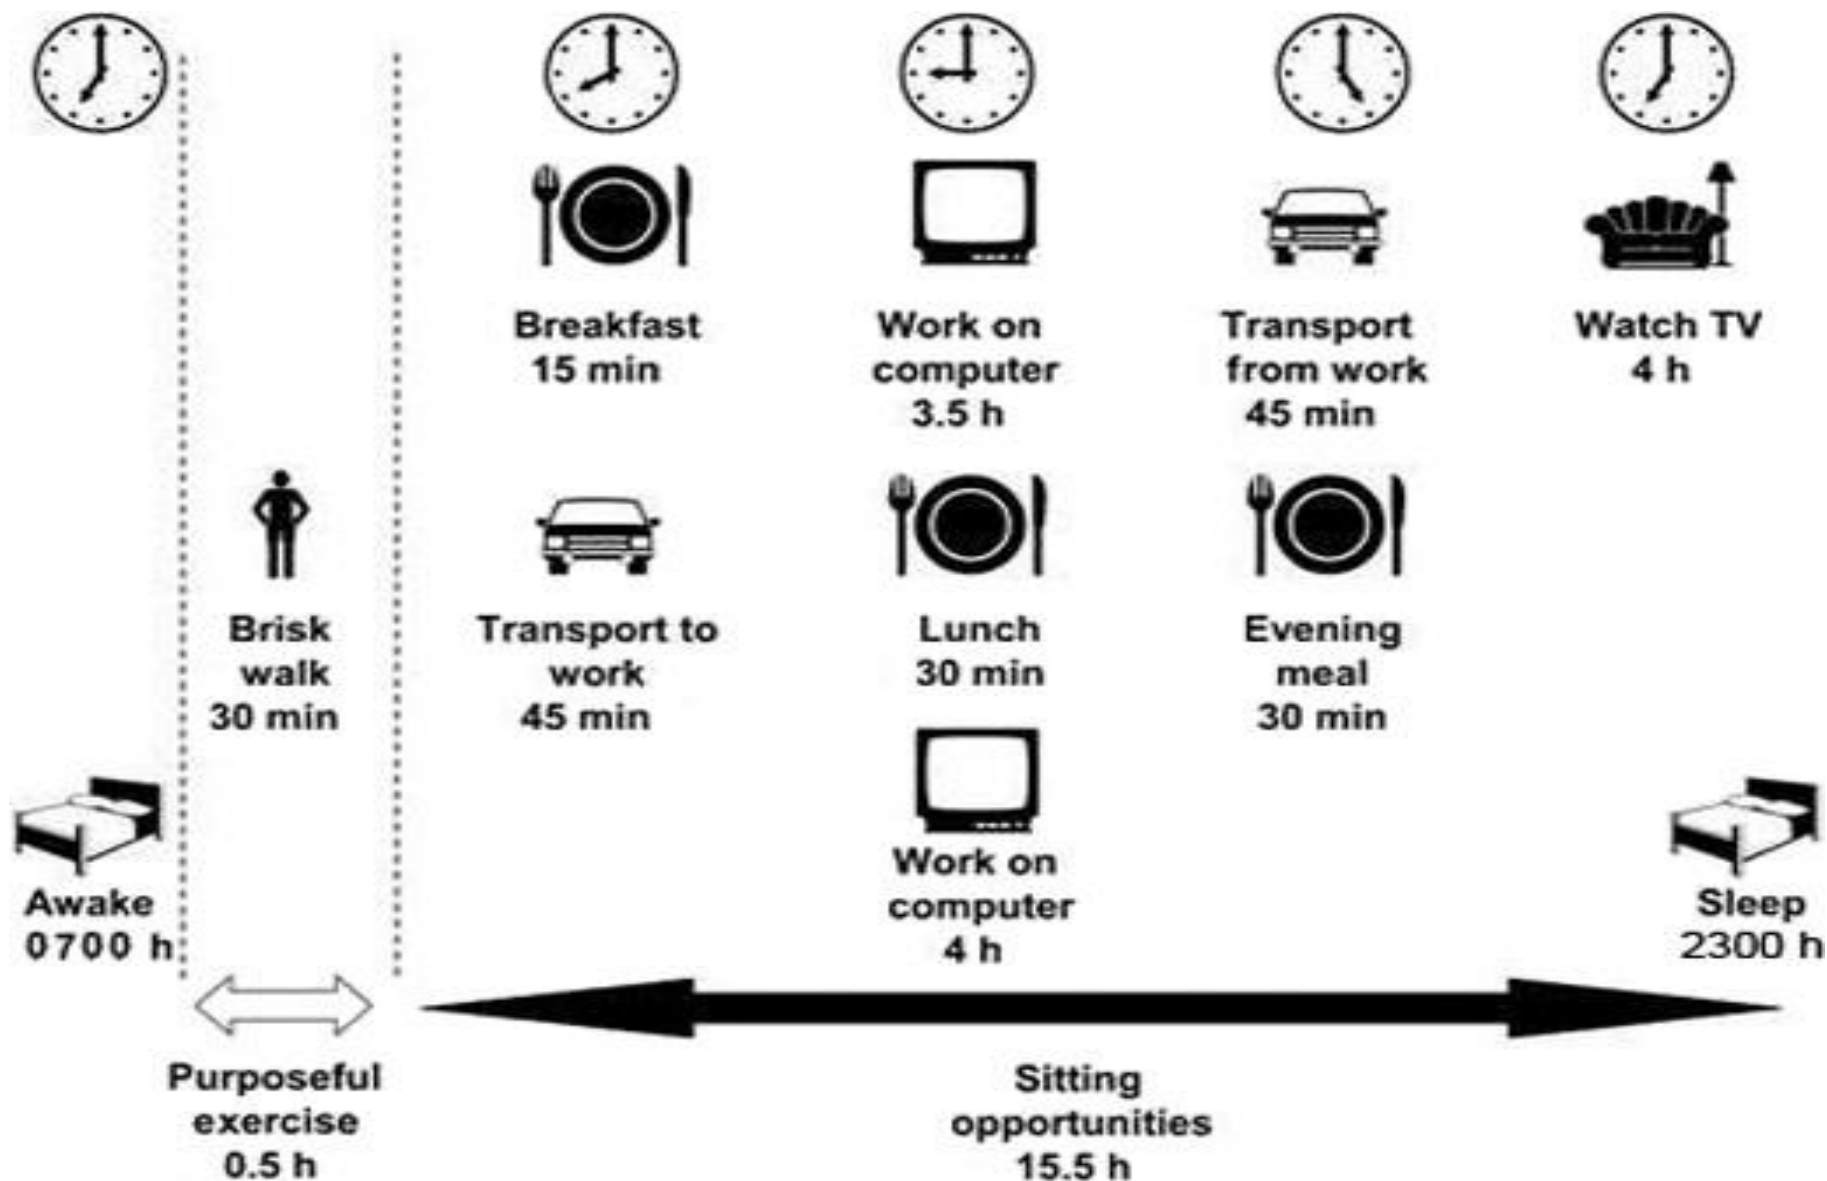 Breakfast
15 min
Work on
computer
3.5 h
Transport
from work
45 min
Watch TV
4 h
Brisk
walk
30 min
Transport to
work
45 min
Lunch
30 min
Evening
meal
30 min
Work on
computer
4 h
Awake
0700 h
Sleep
2300 h
Purposeful
exercise
0.5 h
Sitting
opportunities
15.5 h